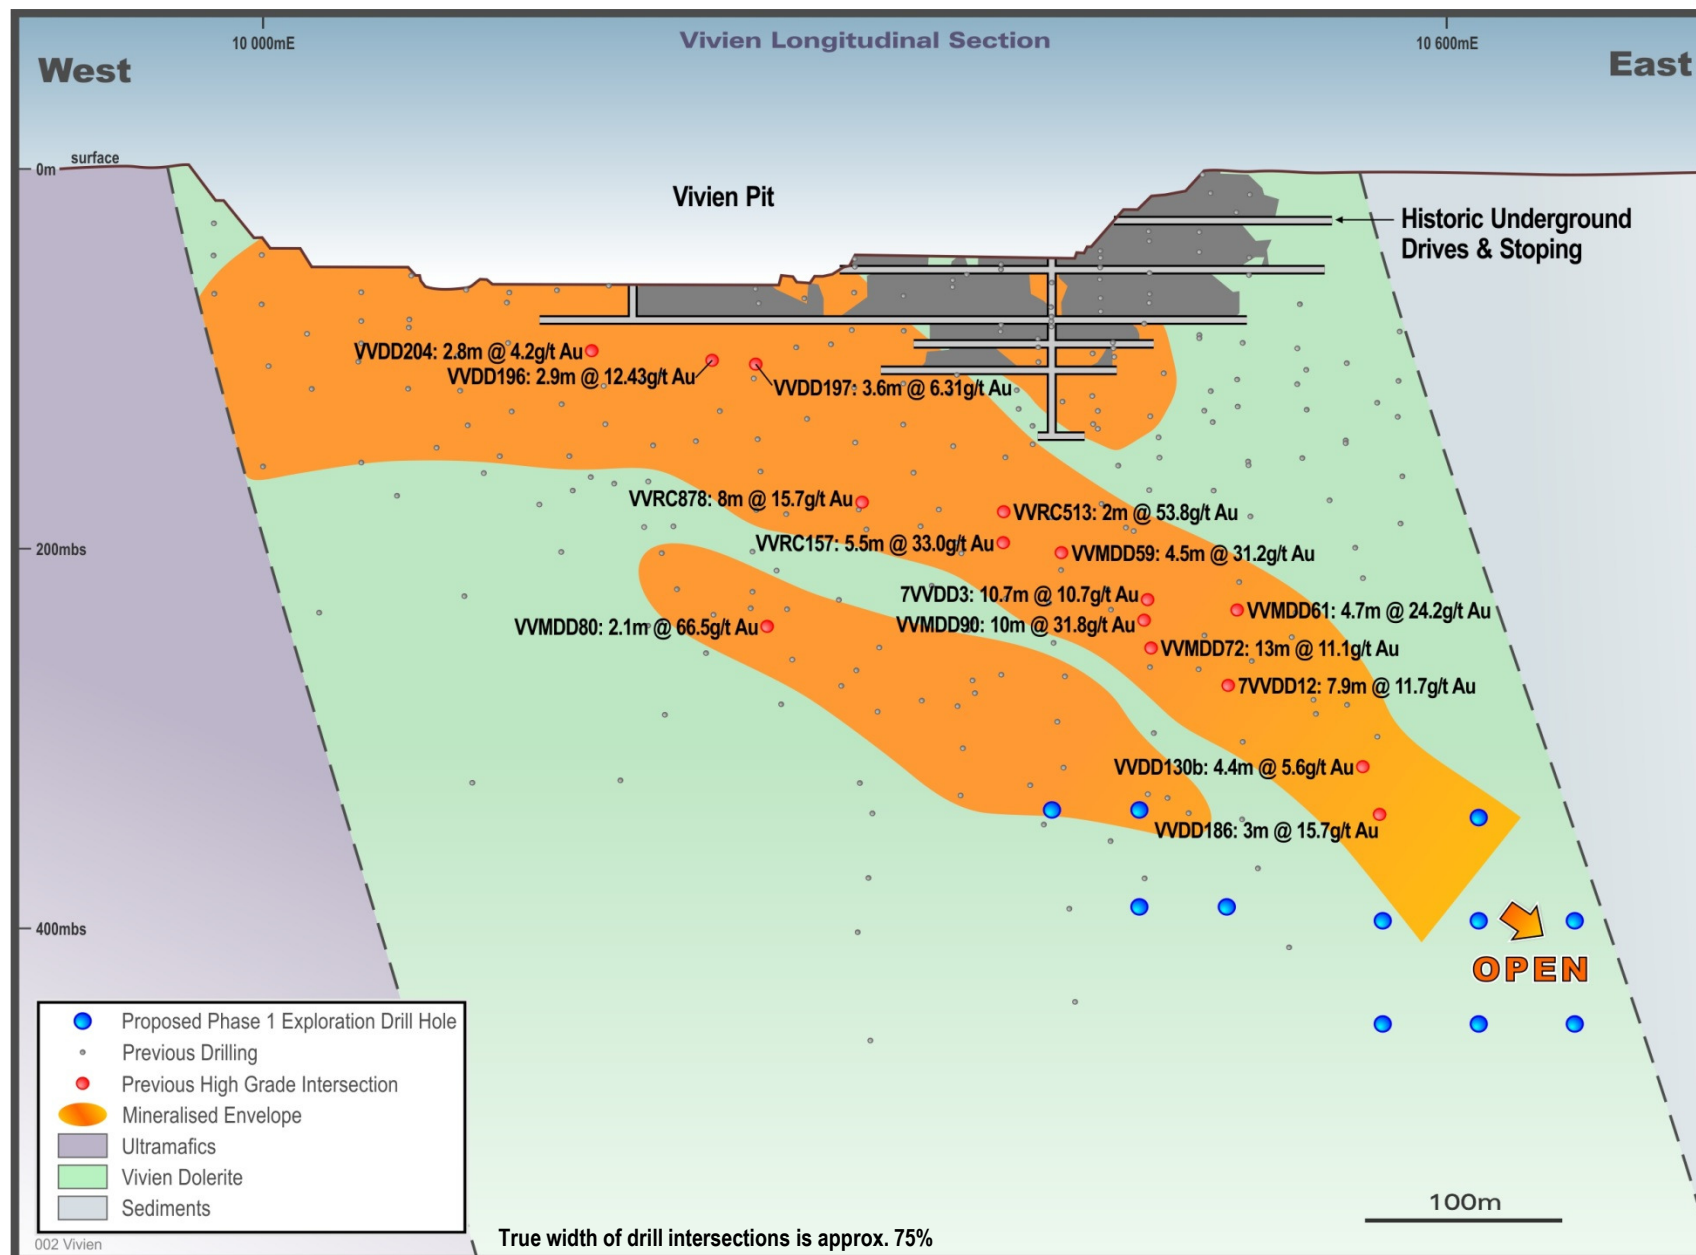 10 000mE
Vivien Longitudinal Section
10 600mE
West
East
0m
surface
Vivien Pit
Historic Underground
Drives & Stoping
VVDD204: 2.8m @ 4.2g/t Au
VVDD196: 2.9m @ 12.43g/t Au
VVDD197: 3.6m @ 6.31g/t Au
VVRC878: 8m @ 15.7g/t Au
VVRC513: 2m @ 53.8g/t Au
200mbs
VVRC157: 5.5m @ 33.0g/t Au
VVMDD59: 4.5m @ 31.2g/t Au
7VVDD3: 10.7m @ 10.7g/t Au
VVMDD61: 4.7m @ 24.2g/t Au
VVMDD80: 2.1m @ 66.5g/t Au
VVMDD90: 10m @ 31.8g/t Au
VVMDD72: 13m @ 11.1g/t Au
7VVDD12: 7.9m @ 11.7g/t Au
VVDD130b: 4.4m @ 5.6g/t Au
VVDD186: 3m @ 15.7g/t Au
400mbs
OPEN
Proposed Phase 1 Exploration Drill Hole
Previous Drilling
Previous High Grade Intersection
Mineralised Envelope
Ultramafics
Vivien Dolerite
Sediments
100m
002 Vivien
True width of drill intersections is approx. 75%